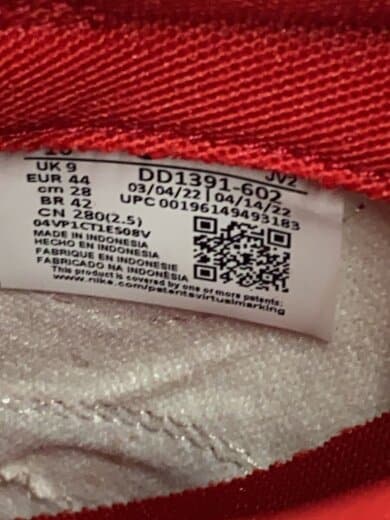 UK 9
EUR 44
cm 28
BR 42
CN 280(2.5)
JV2
DD1391-602
03/04/22 | 04/14/22
UPC 00196149493183
04VP1CT1ES08V
MADE IN INDONESIA
HECHO EN INDONESIA
FABRIQUE EN INDONESIE
FABRICADO NA INDONESIA
This product is covered by one or more patents:
www.nike.com/patentsvirtualmarking